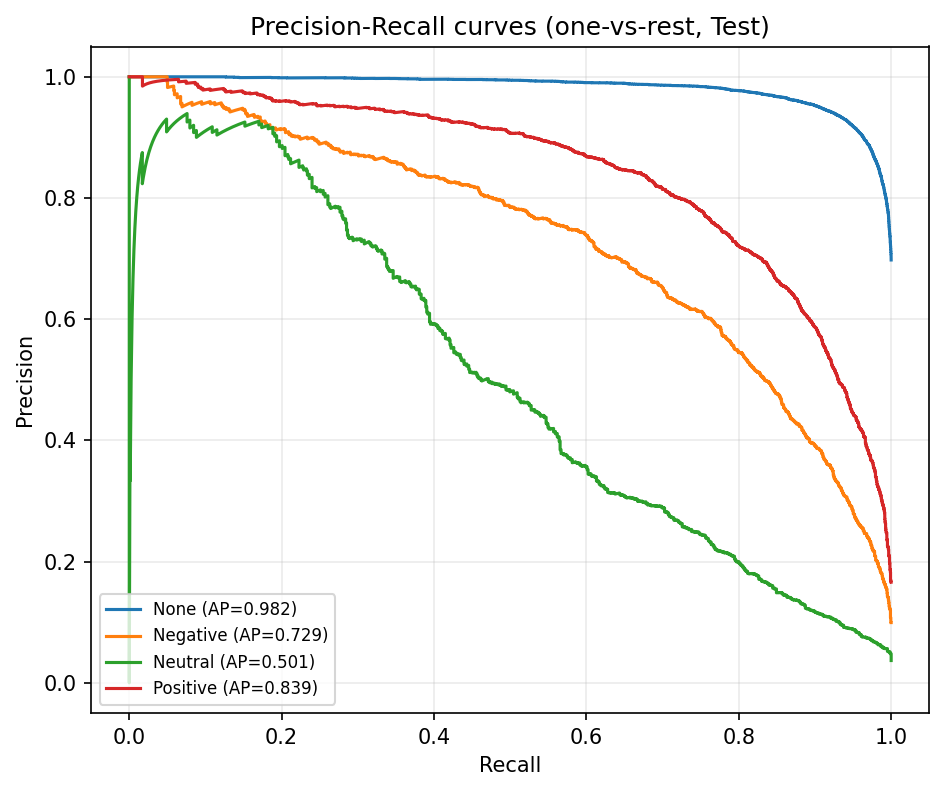 Precision-Recall curves (one-vs-rest, Test)
1.0
0.8
0.6
0.4
0.2
0.0
Precision
None (AP=0.982)
Negative (AP=0.729)
Neutral (AP=0.501)
Positive (AP=0.839)
0.0 0.2 0.4 0.6 0.8 1.0
Recall